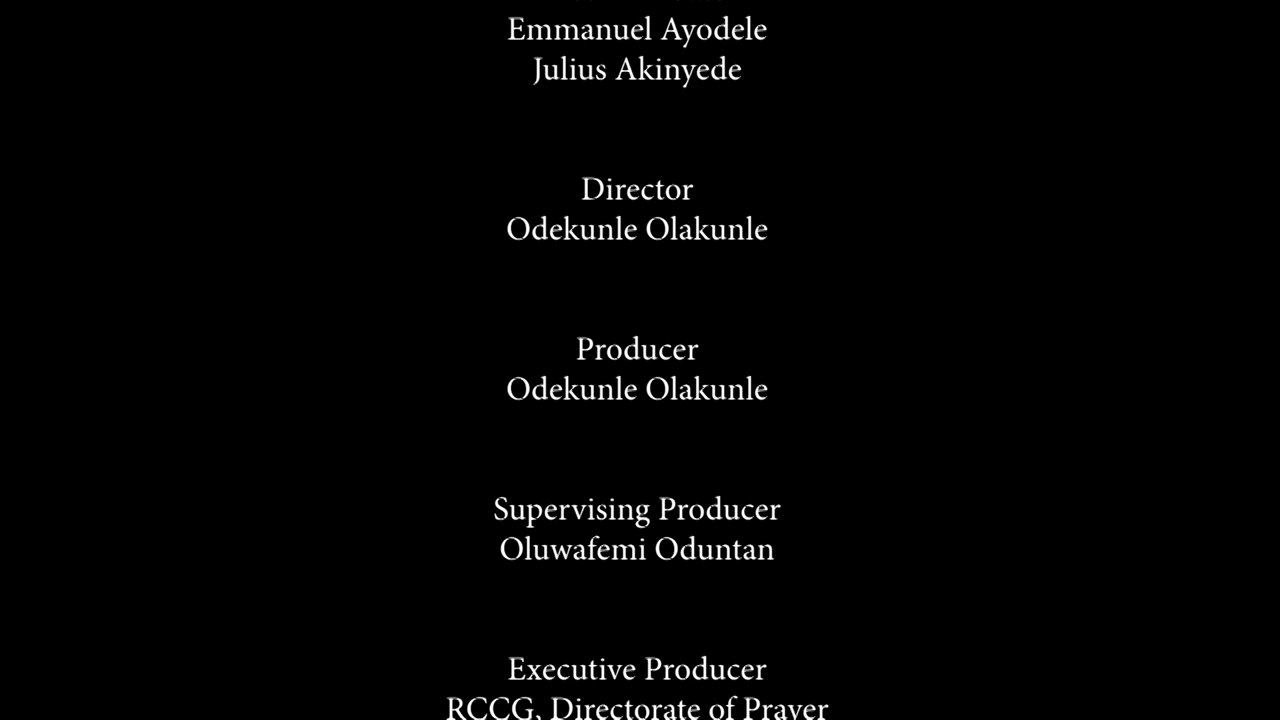 Emmanuel Ayodele
Julius Akinyede
Director
Odekunle Olakunle
Producer
Odekunle Olakunle
Supervising Producer
Oluwafemi Oduntan
Executive Producer
RCCG, Directorate of Prayer